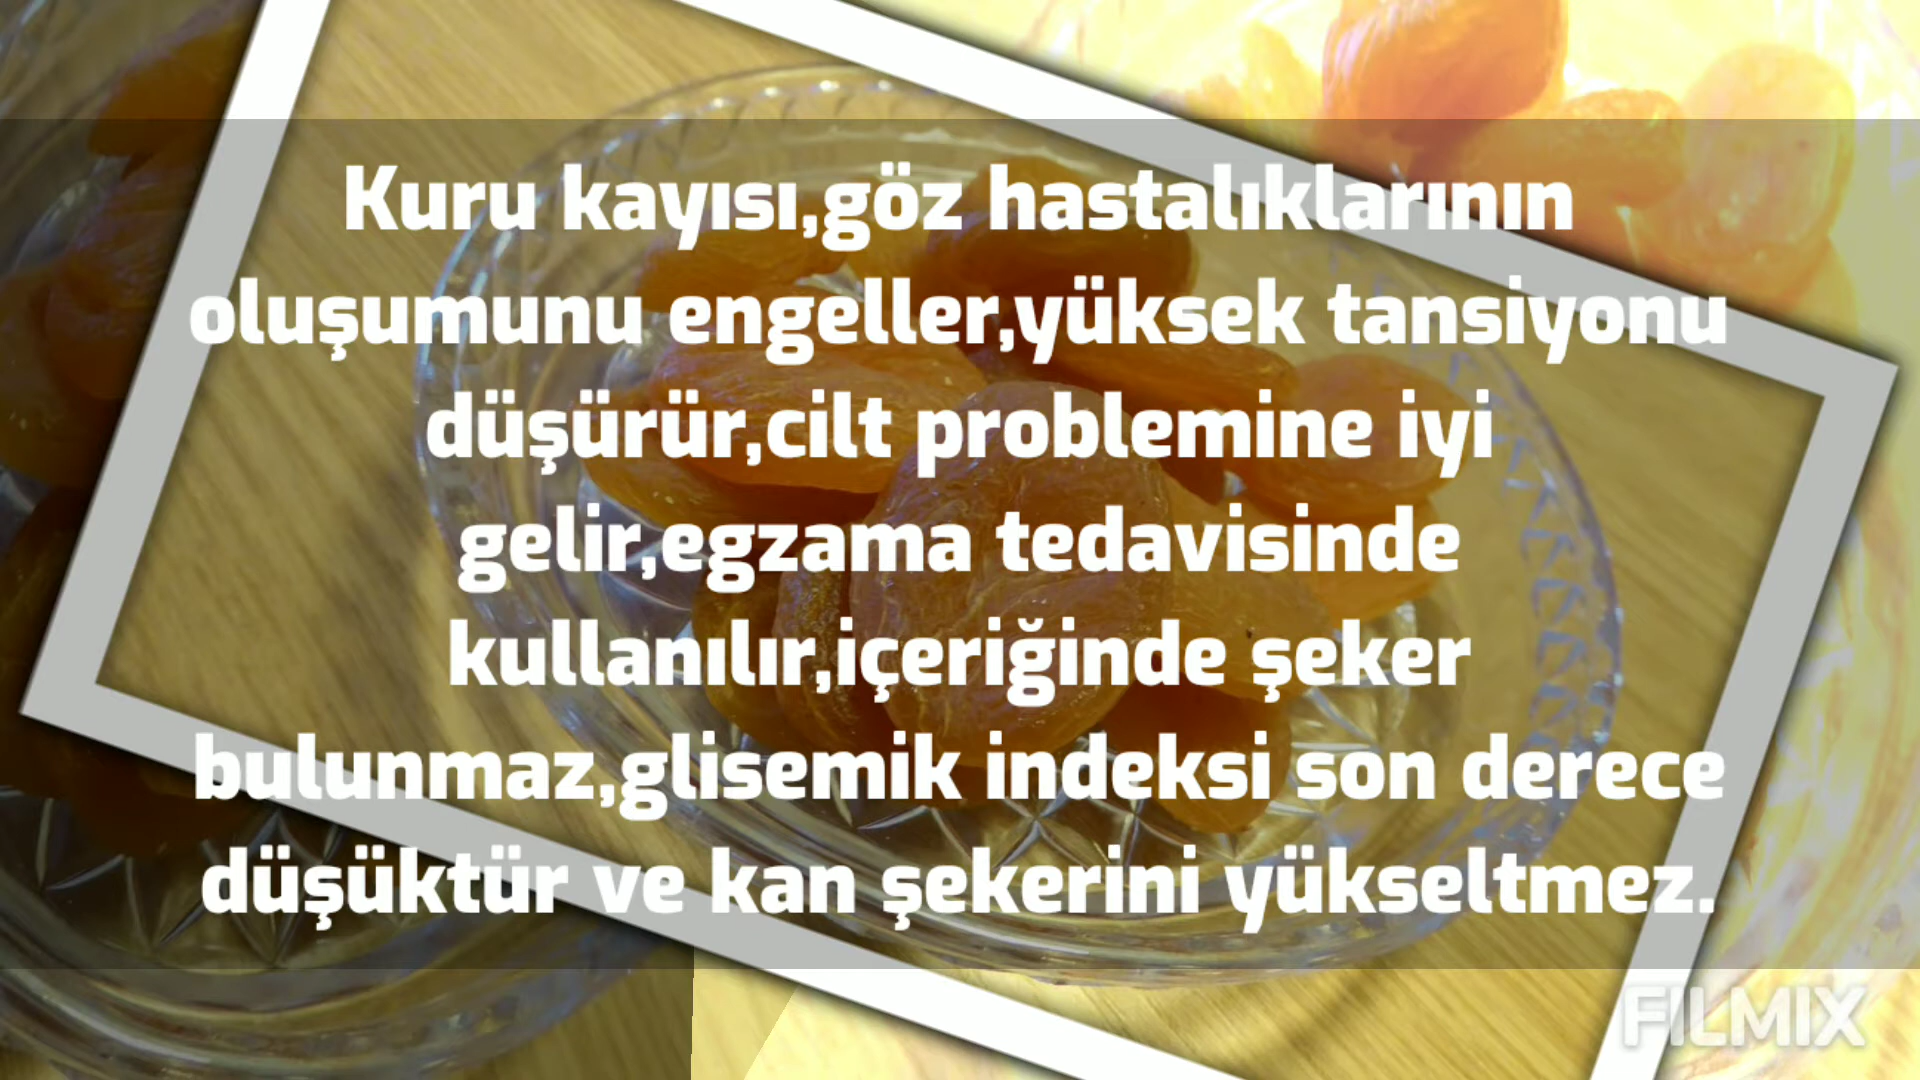 Kuru kayısı,göz hastalıklarının
oluşumunu engeller,yüksek tansiyonu
düşürür,cilt problemine iyi
gelir,egzama tedavisinde
kullanılır,içeriğinde şeker
bulunmaz,glisemik indeksi son derece
düşüktür ve kan şekerini yükseltmez.
FILMIX